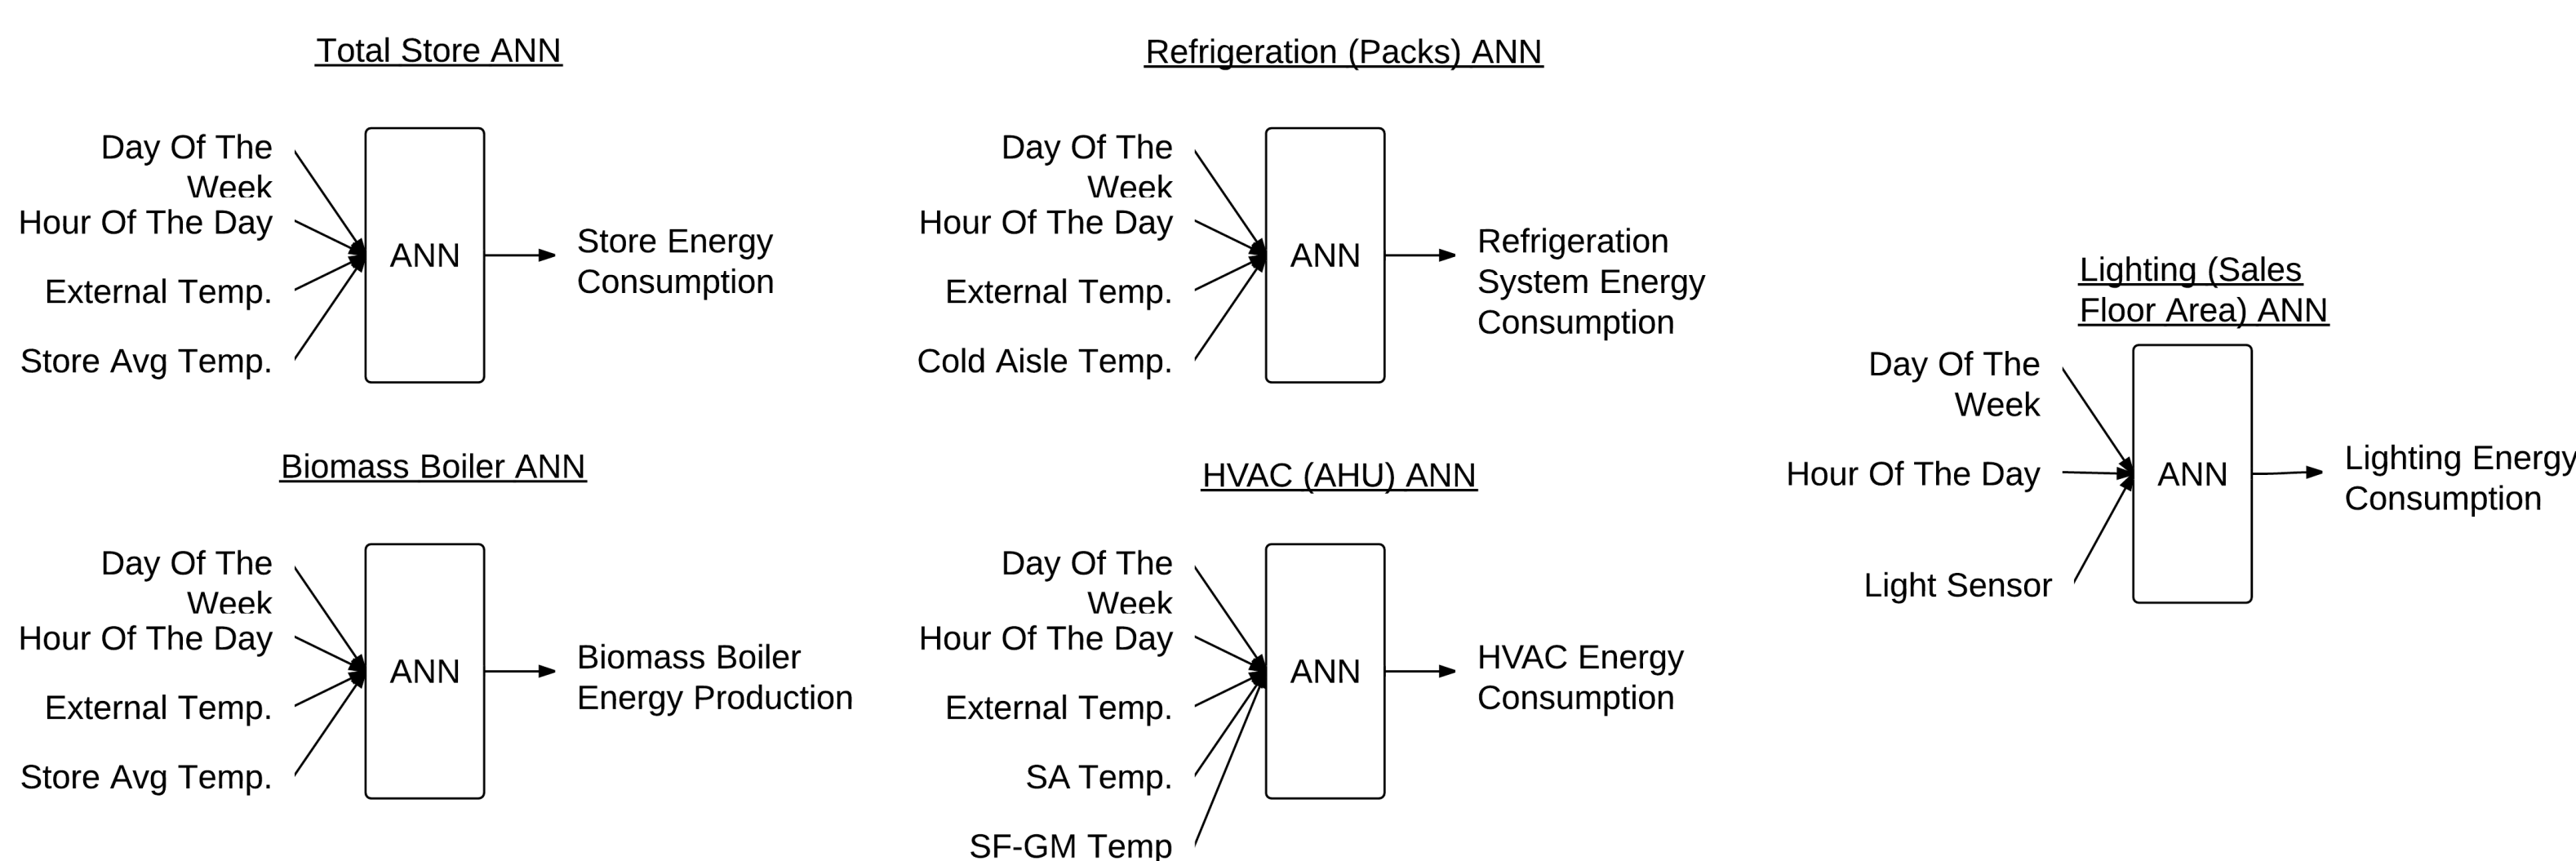 Total Store ANN
Day Of The
Week
Hour Of The Day
External Temp.
Store Avg Temp.
ANN
Store Energy
Consumption
Refrigeration (Packs) ANN
Day Of The
Week
Hour Of The Day
External Temp.
Cold Aisle Temp.
ANN
Refrigeration
System Energy
Consumption
Biomass Boiler ANN
Day Of The
Week
Hour Of The Day
External Temp.
Store Avg Temp.
ANN
Biomass Boiler
Energy Production
HVAC (AHU) ANN
Day Of The
Week
Hour Of The Day
External Temp.
SA Temp.
SF-GM Temp
ANN
HVAC Energy
Consumption
Lighting (Sales
Floor Area) ANN
Day Of The
Week
Hour Of The Day
Light Sensor
ANN
Lighting Energy
Consumption